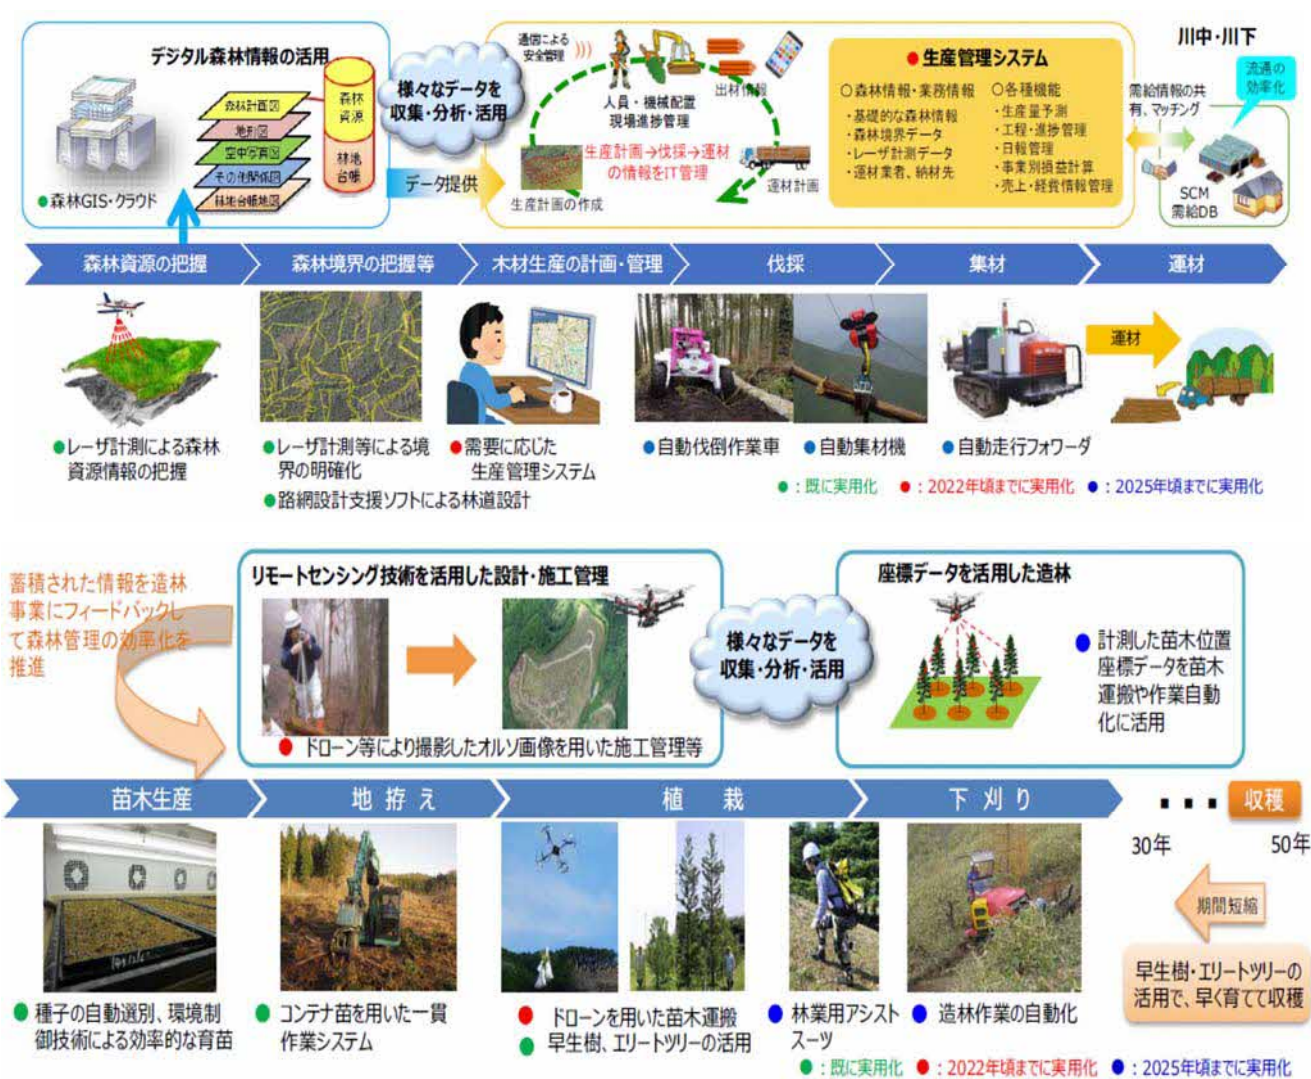 デジタル森林情報の活用
森林計画図
地形図
空中写真図
その他関係図
林地台帳地図
森林
資源
林地
台帳
●森林GIS・クラウド
様々なデータを
収集・分析・活用
データ提供
通信による
安全管理
人員・機械配置
現場進捗管理
出材情報
生産計画→伐採→運材
の情報をIT管理
生産計画の作成
運材計画
●生産管理システム
○森林情報・業務情報
・基礎的な森林情報
・森林境界データ
・レーザ計測データ
・運材業者、納材先
○各種機能
・生産量予測
・工程・進捗管理
・日報管理
・事業別損益計算
・売上・経費情報管理
川中・川下
流通の
効率化
需給情報の共
有、マッチング
SCM
需給DB
森林資源の把握
森林境界の把握等
木材生産の計画・管理
伐採
集材
運材
運材
●レーザ計測による森林
資源情報の把握
●レーザ計測等による境
界の明確化
●路網設計支援ソフトによる林道設計
●需要に応じた
生産管理システム
●自動伐倒作業車
●自動集材機
●自動走行フォワーダ
●：既に実用化 ●：2022年頃までに実用化 ●：2025年頃までに実用化
蓄積された情報を造林
事業にフィードバックし
て森林管理の効率化を
推進
リモートセンシング技術を活用した設計・施工管理
●ドローン等により撮影したオルソ画像を用いた施工管理等
様々なデータを
収集・分析・活用
座標データを活用した造林
●計測した苗木位置
座標データを苗木
運搬や作業自動
化に活用
苗木生産
地拵え
植栽
下刈り
■ ■ ■
収穫
30年
50年
期間短縮
早生樹・エリートツリーの
活用で、早く育てて収穫
●種子の自動選別、環境制
御技術による効率的な育苗
●コンテナ苗を用いた一貫
作業システム
●ドローンを用いた苗木運搬
●早生樹、エリートツリーの活用
●林業用アシスト
スーツ
●造林作業の自動化
●：既に実用化 ●：2022年頃までに実用化 ●：2025年頃までに実用化